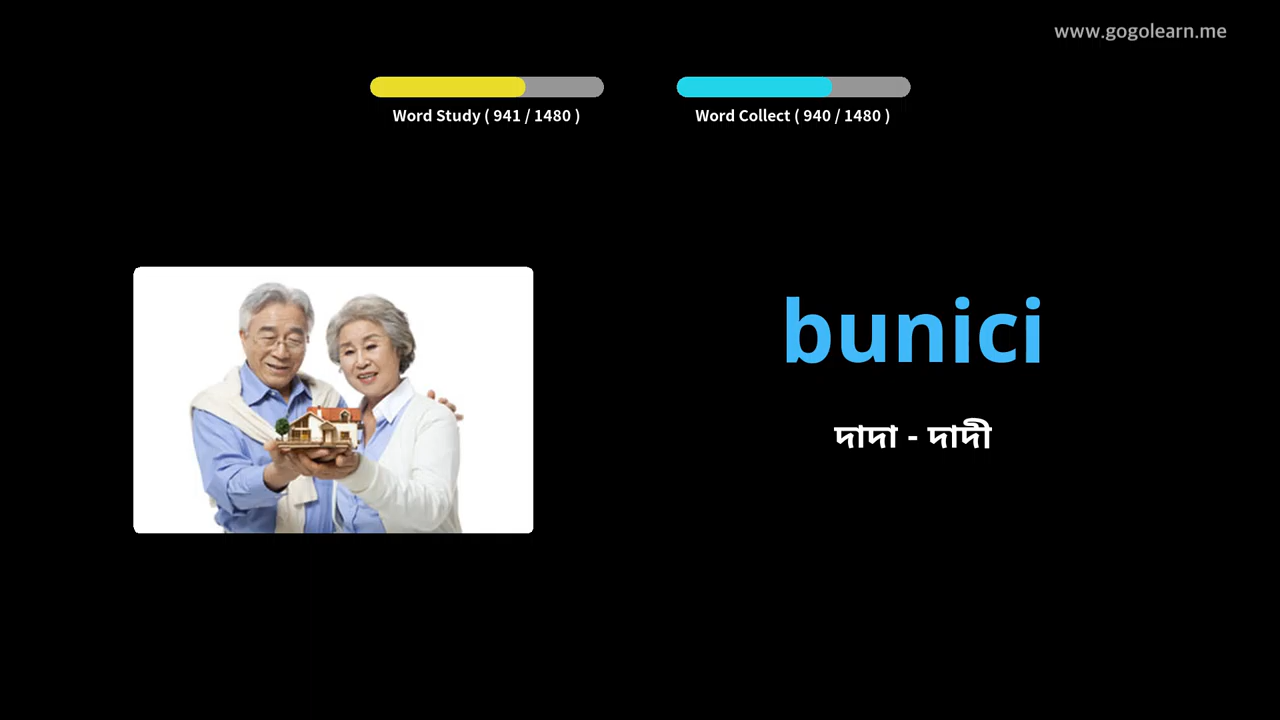 www.gogolearn.me
Word Study ( 941 / 1480 )
Word Collect ( 940 / 1480 )
bunici
দাদা - দাদী